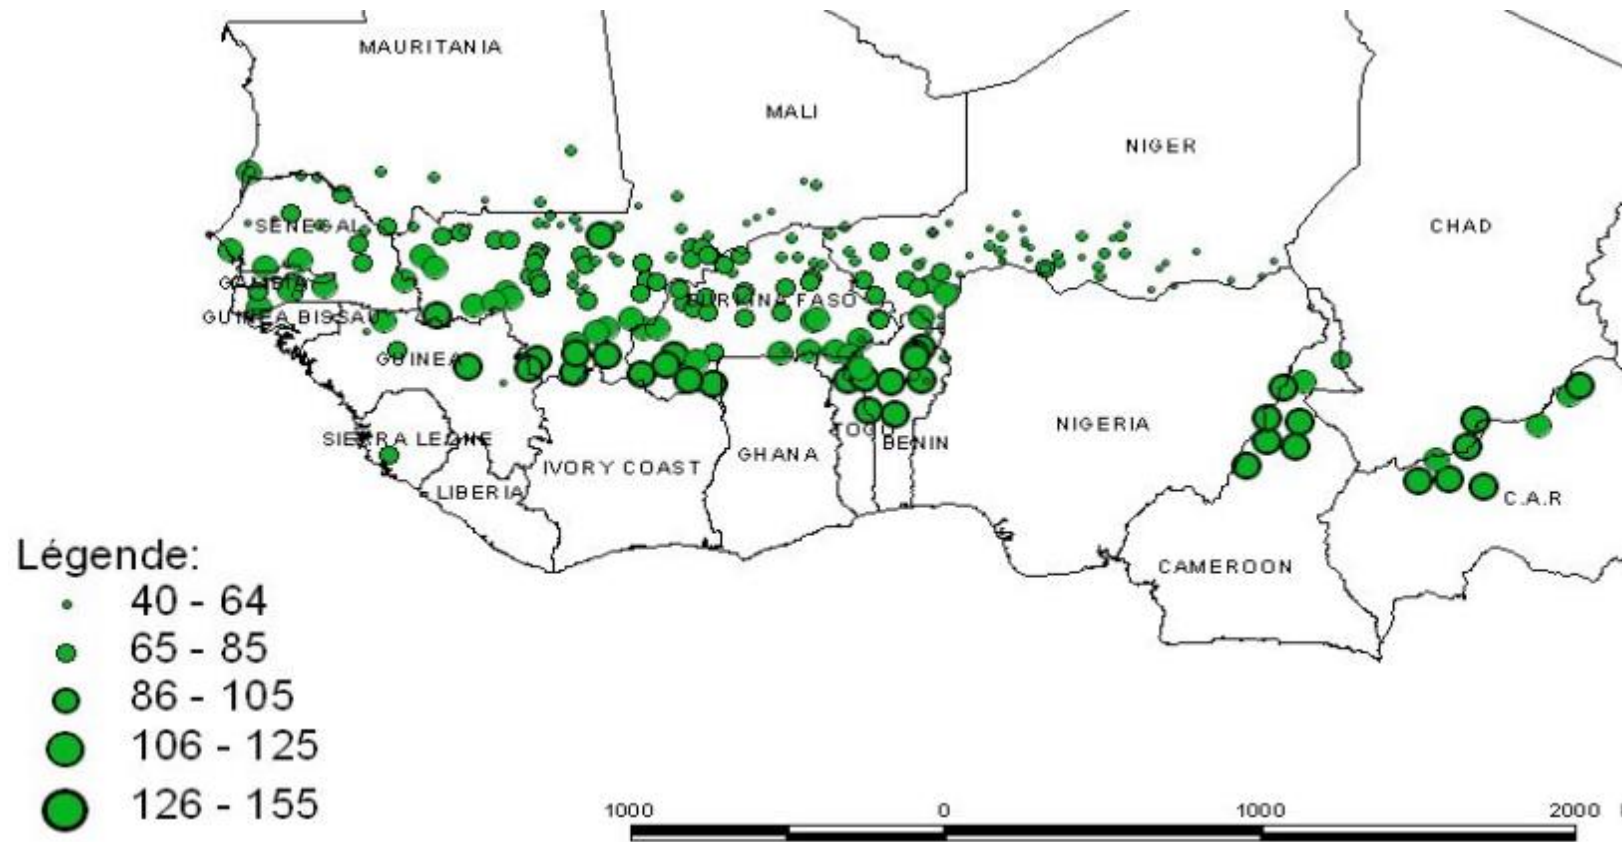 MAURITANIA
MALI
NIGER
CHAD
SENEGAL
GAMBIA
GUINEA BISSAU
BURKINA FASO
GUINEA
SIERRA LEONE
LIBERIA
IVORY COAST
GHANA
TOGO
BENIN
NIGERIA
C.A.R
CAMEROON
Légende:
40 - 64
65 - 85
86 - 105
106 - 125
126 - 155
1000 0 1000 2000